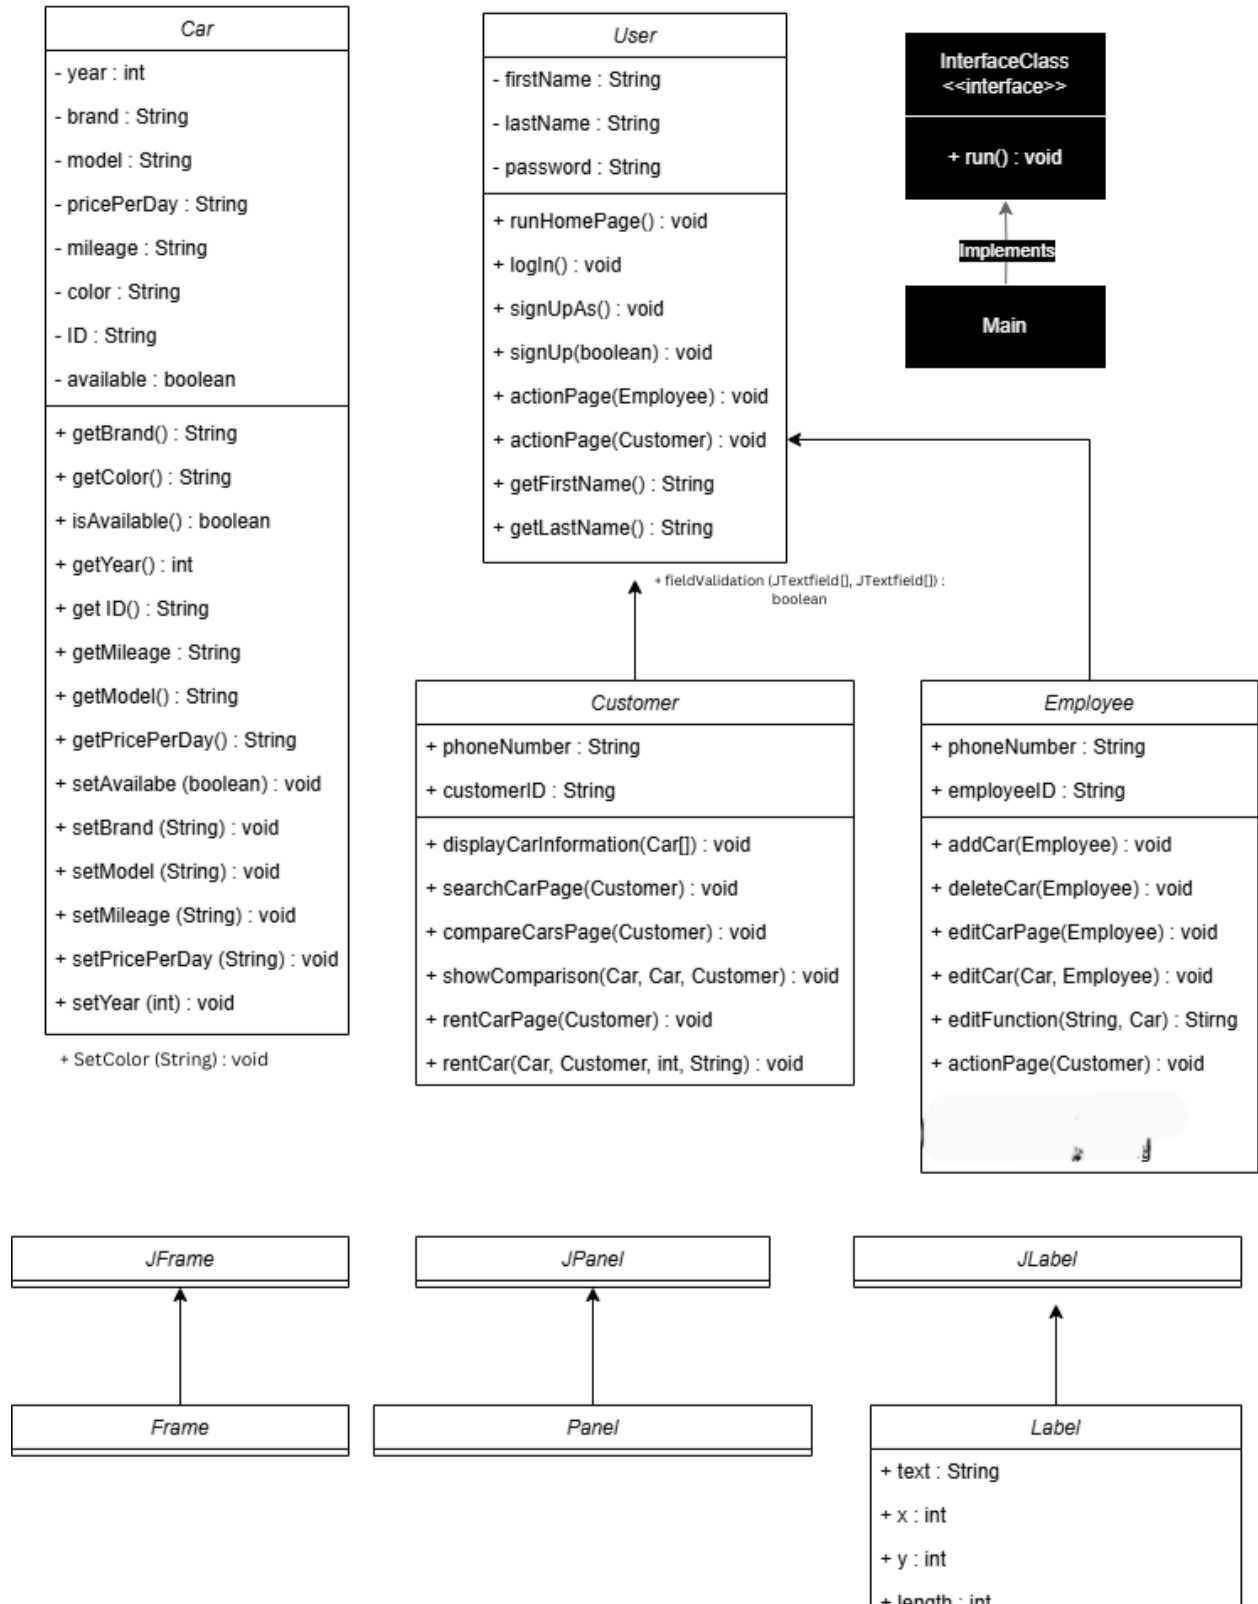 Car
- year : int
- brand : String
- model : String
- pricePerDay : String
- mileage : String
- color : String
- ID : String
- available : boolean
+ getBrand() : String
+ getColor() : String
+ isAvailable() : boolean
+ getYear() : int
+ get ID() : String
+ getMileage : String
+ getModel() : String
+ getPricePerDay() : String
+ setAvailabe (boolean) : void
+ setBrand (String) : void
+ setModel (String) : void
+ setMileage (String) : void
+ setPricePerDay (String) : void
+ setYear (int) : void
+ SetColor (String) : void
User
- firstName : String
- lastName : String
- password : String
+ runHomePage() : void
+ logIn() : void
+ signUpAs() : void
+ signUp(boolean) : void
+ actionPage(Employee) : void
+ actionPage(Customer) : void
+ getFirstName() : String
+ getLastName() : String
+ fieldValidation (JTextfield[], JTextfield[]) :
boolean
InterfaceClass
<<interface>>
+ run() : void
Implements
Main
Customer
+ phoneNumber : String
+ customerID : String
+ displayCarInformation(Car[]) : void
+ searchCarPage(Customer) : void
+ compareCarsPage(Customer) : void
+ showComparison(Car, Car, Customer) : void
+ rentCarPage(Customer) : void
+ rentCar(Car, Customer, int, String) : void
Employee
+ phoneNumber : String
+ employeeID : String
+ addCar(Employee) : void
+ deleteCar(Employee) : void
+ editCarPage(Employee) : void
+ editCar(Car, Employee) : void
+ editFunction(String, Car) : Stirng
+ actionPage(Customer) : void
JFrame
Frame
JPanel
Panel
JLabel
Label
+ text : String
+ x : int
+ y : int
+ length : int